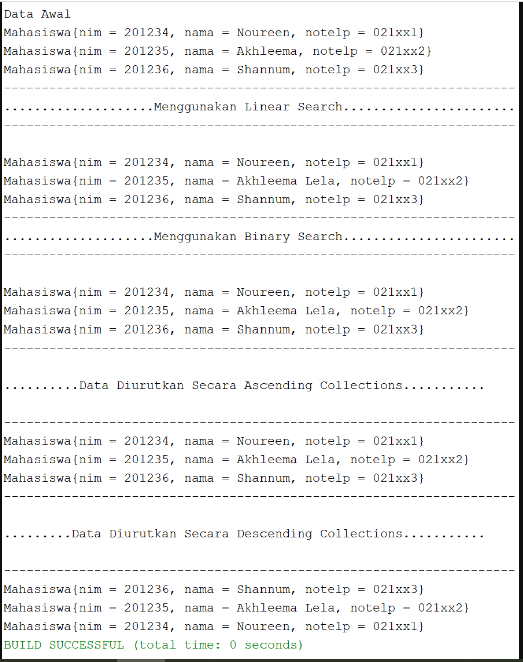 Data Awal
Mahasiswa{nim = 201234, nama = Noureen, notelp = 021xx1}
Mahasiswa{nim = 201235, nama = Akhleema, notelp = 021xx2}
Mahasiswa{nim = 201236, nama = Shannum, notelp = 021xx3}
---------------------------------------------------------------------
....................Menggunakan Linear Search.......................
---------------------------------------------------------------------
Mahasiswa{nim = 201234, nama = Noureen, notelp = 021xx1}
Mahasiswa{nim = 201235, nama = Akhleema Lela, notelp = 021xx2}
Mahasiswa{nim = 201236, nama = Shannum, notelp = 021xx3}
---------------------------------------------------------------------
....................Menggunakan Binary Search.......................
---------------------------------------------------------------------
Mahasiswa{nim = 201234, nama = Noureen, notelp = 021xx1}
Mahasiswa{nim = 201235, nama = Akhleema Lela, notelp = 021xx2}
Mahasiswa{nim = 201236, nama = Shannum, notelp = 021xx3}
---------------------------------------------------------------------
..........Data Diurutkan Secara Ascending Collections...........
---------------------------------------------------------------------
Mahasiswa{nim = 201234, nama = Noureen, notelp = 021xx1}
Mahasiswa{nim = 201235, nama = Akhleema Lela, notelp = 021xx2}
Mahasiswa{nim = 201236, nama = Shannum, notelp = 021xx3}
---------------------------------------------------------------------
.........Data Diurutkan Secara Descending Collections...........
---------------------------------------------------------------------
Mahasiswa{nim = 201236, nama = Shannum, notelp = 021xx3}
Mahasiswa{nim = 201235, nama = Akhleema Lela, notelp = 021xx2}
Mahasiswa{nim = 201234, nama = Noureen, notelp = 021xx1}
BUILD SUCCESSFUL (total time: 0 seconds)